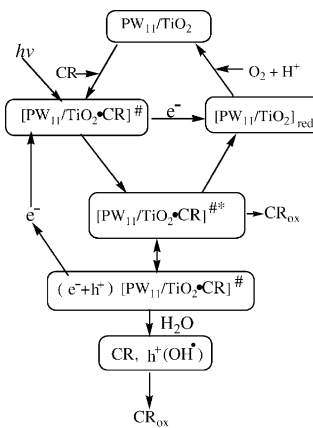 PW₁₁/TiO₂
hν
CR
O₂ + H⁺
[PW₁₁/TiO₂•CR]#
e⁻
[PW₁₁/TiO₂]red
[PW₁₁/TiO₂•CR]#*
CRox
e⁻
(e⁻+h⁺) [PW₁₁/TiO₂•CR]#
H₂O
CR, h⁺(OH•)
CRox